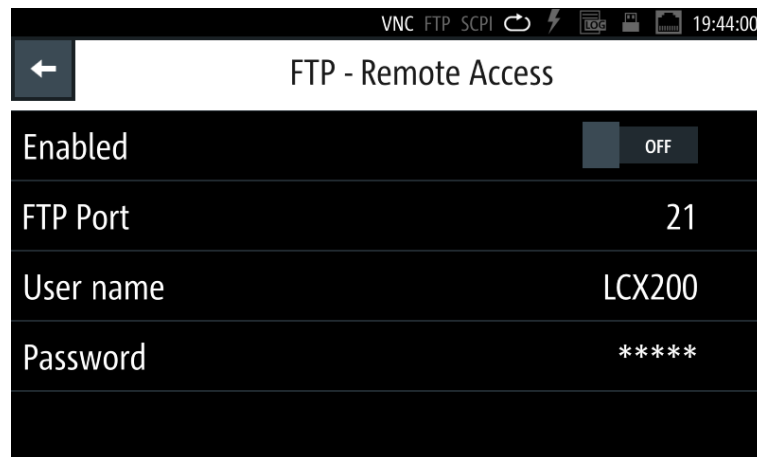 VNC FTP SCPI LOG 19:44:00
FTP - Remote Access
Enabled OFF
FTP Port 21
User name LCX200
Password *****